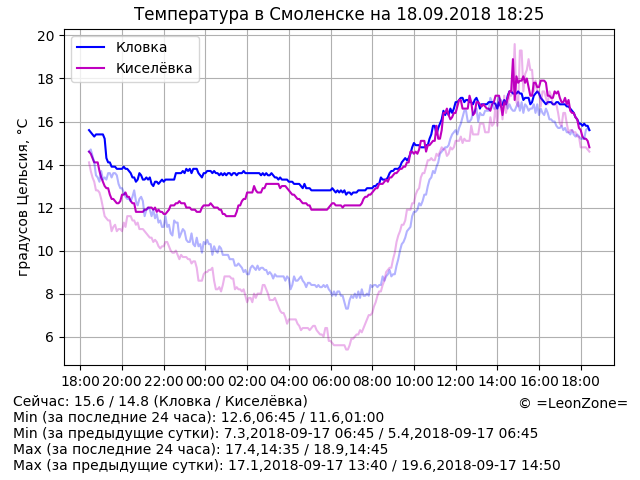 Температура в Смоленске на 18.09.2018 18:25
Кловка
Киселёвка
градусов Цельсия, °C
20
18
16
14
12
10
8
6
18:00 20:00 22:00 00:00 02:00 04:00 06:00 08:00 10:00 12:00 14:00 16:00 18:00
Сейчас: 15.6 / 14.8 (Кловка / Киселёвка)
© =LeonZone=
Min (за последние 24 часа): 12.6,06:45 / 11.6,01:00
Min (за предыдущие сутки): 7.3,2018-09-17 06:45 / 5.4,2018-09-17 06:45
Max (за последние 24 часа): 17.4,14:35 / 18.9,14:45
Max (за предыдущие сутки): 17.1,2018-09-17 13:40 / 19.6,2018-09-17 14:50